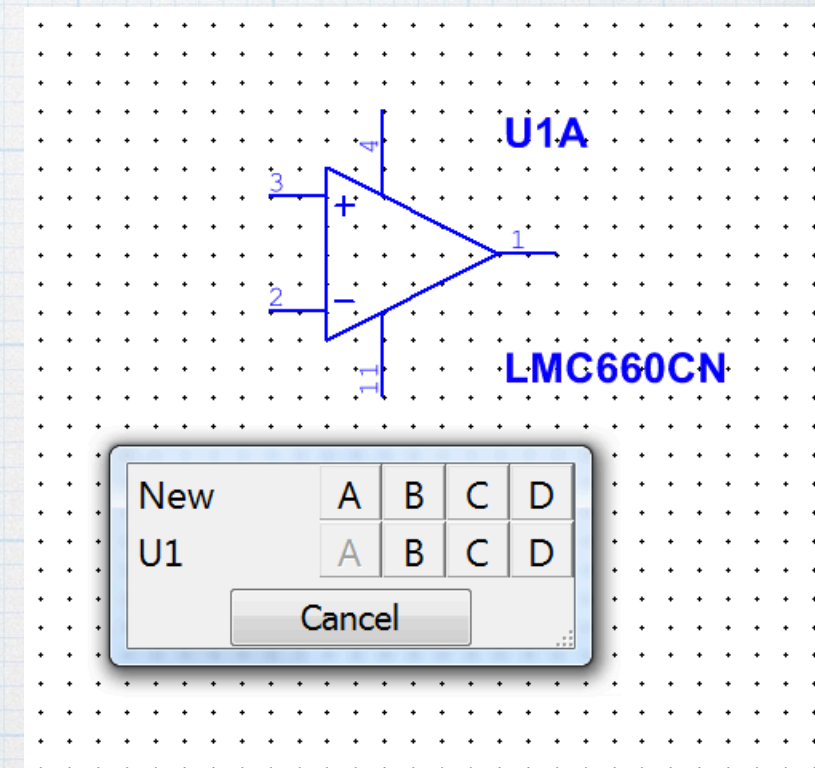 U1A
4
3
+
1
2
−
11
LMC660CN
New A B C D
U1 A B C D
Cancel